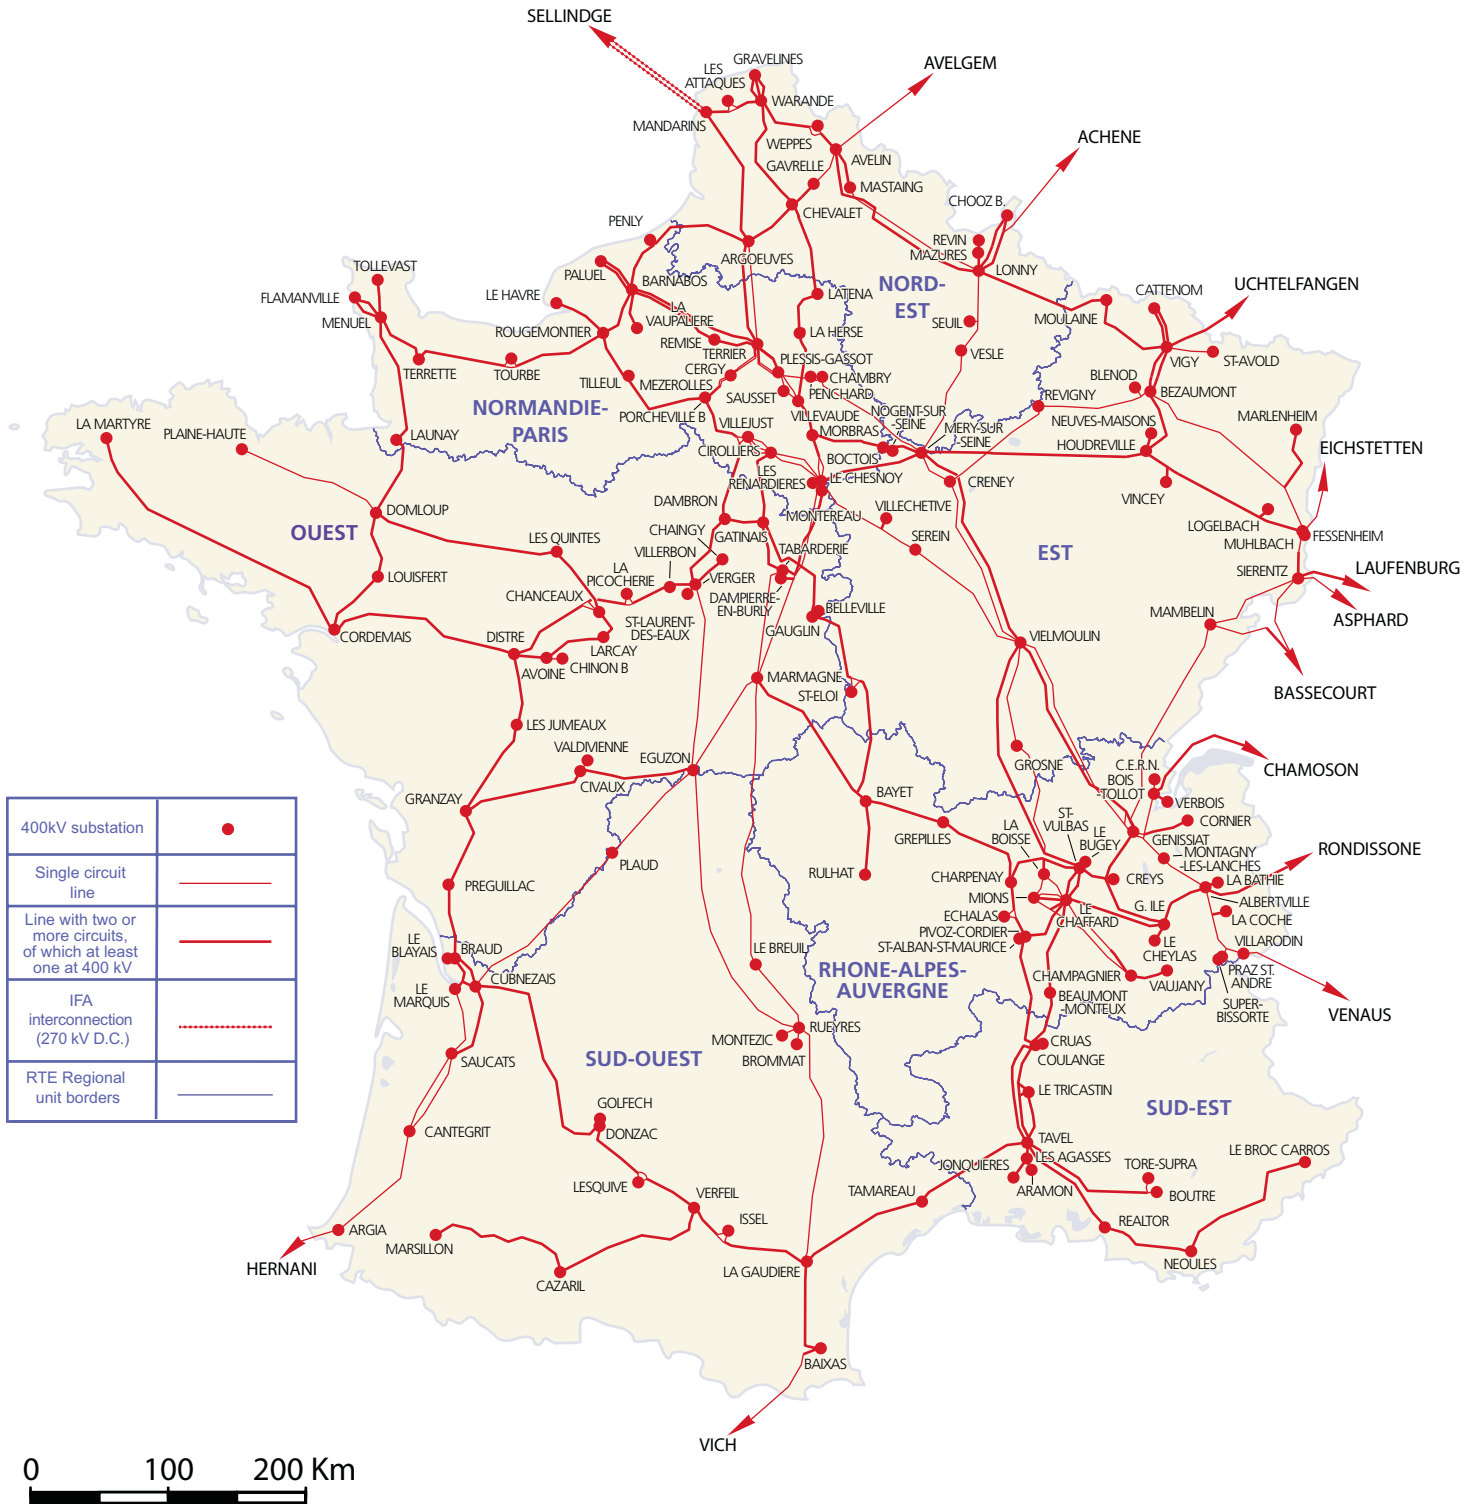 SELLINDGE
GRAVELINES
LES
ATTAQUES
AVELGEM
WARANDE
MANDARINS
WEPPES
ACHENE
AVELIN
GAVRELLE
MASTAING
CHOOZ B.
CHEVALET
PENLY
REVIN
MAZURES
LONNY
ARGOEUVES
TOLLEVAST
PALUEL
BARNABOS
NORD-
EST
CATTENOM
UCHTELFANGEN
FLAMANVILLE
LE HAVRE
LA
VAUPALIERE
LATENA
MOULAINE
MENUEL
ROUGEMONTIER
REMISE
LA HERSE
SEUIL
TERRIER
VESLE
VIGY
ST-AVOLD
TERRETTE
TOURBE
TILLEUL
CERGY
MEZEROLLES
PLESSIS-GASSOT
CHAMBRY
PENCHARD
SAUSSET
BLENOD
BEZAUMONT
REVIGNY
NORMANDIE-
PARIS
PORCHEVILLE B
VILLEVAUDE
MORBRAS
NOGENT-SUR
-SEINE
MERY-SUR
-SEINE
NEUVES-MAISONS
HOUDREVILLE
MARLENHEIM
LA MARTYRE
PLAINE-HAUTE
LAUNAY
VILLEJUST
CIROLLIERS
BOCTOIS
EICHSTETTEN
LES
RENARDIERES
LE CHESNOY
CRENEY
VINCEY
DAMBRON
MONTEREAU
VILLECHETIVE
LOGELBACH
MUHLBACH
FESSENHEIM
DOMLOUP
OUEST
CHAINGY
GATINAIS
SEREIN
EST
LES QUINTES
VILLERBON
TABARDERIE
SIERENTZ
LAUFENBURG
LOUISFERT
LA
PICOCHERIE
VERGER
DAMPIERRE-
EN-BURLY
CHANCEAUX
ST-LAURENT-
DES-EAUX
BELLEVILLE
GAUGLIN
MAMBELIN
ASPHARD
CORDEMAIS
DISTRE
LARCAY
VIELMOULIN
AVOINE
CHINON B
MARMAGNE
ST-ELOI
BASSECOURT
LES JUMEAUX
VALDIVIENNE
EGUZON
GROSNE
C.E.R.N.
BOIS
-TOLLOT
CHAMOSON
CIVAUX
GRANZAY
BAYET
VERBOIS
CORNIER
400kV substation
GREPILLES
LA
BOISSE
ST-
VULBAS
LE
BUGEY
GENISSIAT
MONTAGNY
-LES-LANCHES
RONDISSONE
PLAUD
RULHAT
Single circuit
line
PREGUILLAC
CHARPENAY
CREYS
LA BATHIE
MIONS
G. ILE
ALBERTVILLE
Line with two or
more circuits,
of which at least
one at 400 kV
ECHALAS
LE
CHAFFARD
LA COCHE
PIVOZ-CORDIER
ST-ALBAN-ST-MAURICE
LE
BLAYAIS
BRAUD
LE BREUIL
LE
CHEYLAS
VILLARODIN
RHONE-ALPES-
AUVERGNE
CUBNEZAIS
CHAMPAGNIER
VAUJANY
PRAZ ST.
ANDRE
LE
MARQUIS
BEAUMONT
-MONTEUX
SUPER-
BISSORTE
VENAUS
IFA
interconnection
(270 kV D.C.)
RUEYRES
MONTEZIC
BROMMAT
CRUAS
COULANGE
SAUCATS
SUD-OUEST
RTE Regional
unit borders
LE TRICASTIN
GOLFECH
DONZAC
SUD-EST
CANTEGRIT
TAVEL
LES AGASSES
LE BROC CARROS
JONQUIERES
TORE-SUPRA
LESQUIVE
VERFEIL
TAMAREAU
ARAMON
BOUTRE
ARGIA
MARSILLON
ISSEL
REALTOR
HERNANI
CAZARIL
LA GAUDIERE
NEOULES
BAIXAS
VICH
0 100 200 Km